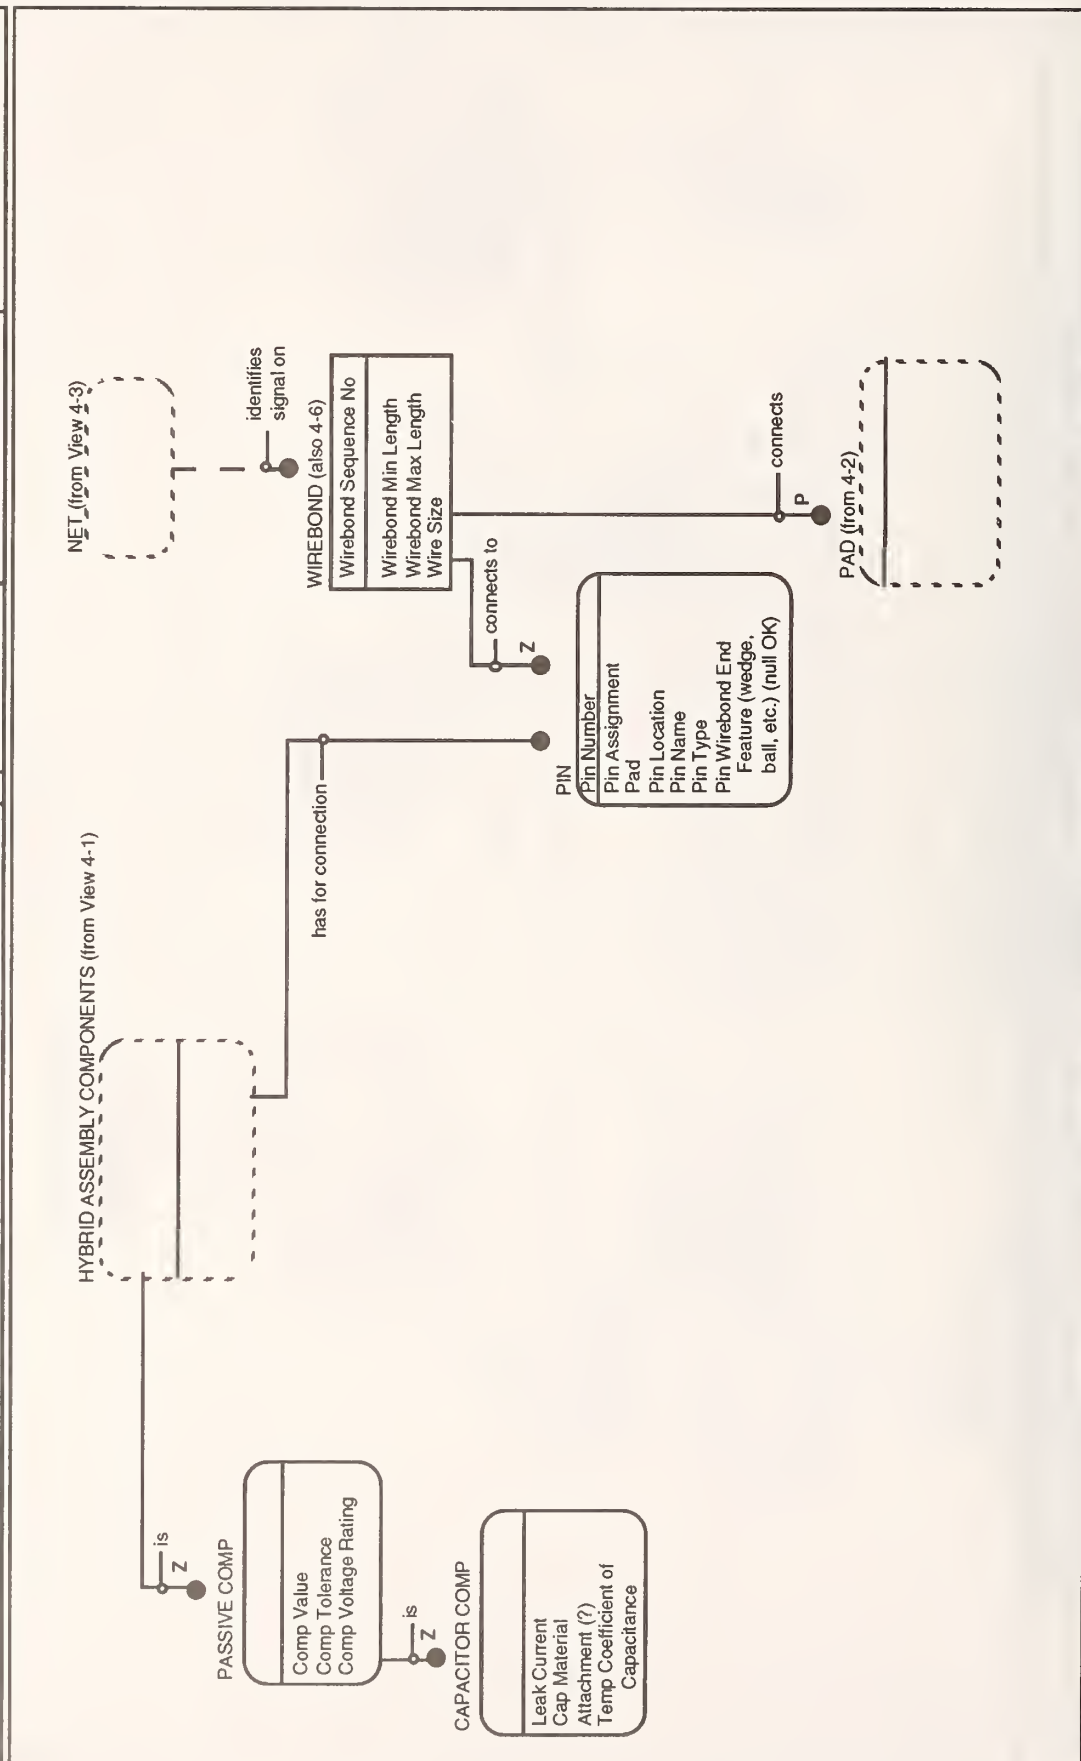 HYBRID ASSEMBLY COMPONENTS (from View 4-1)
NET (from View 4-3)
is
Z
PASSIVE COMP
Comp Value
Comp Tolerance
Comp Voltage Rating
is
Z
CAPACITOR COMP
Leak Current
Cap Material
Attachment (?)
Temp Coefficient of
Capacitance
has for connection
identifies
signal on
WIREBOND (also 4-6)
Wirebond Sequence No
Wirebond Min Length
Wirebond Max Length
Wire Size
connects to
Z
PIN
Pin Number
Pin Assignment
Pad
Pin Location
Pin Name
Pin Type
Pin Wirebond End
Feature (wedge,
ball, etc.) (null OK)
connects
P
PAD (from 4-2)